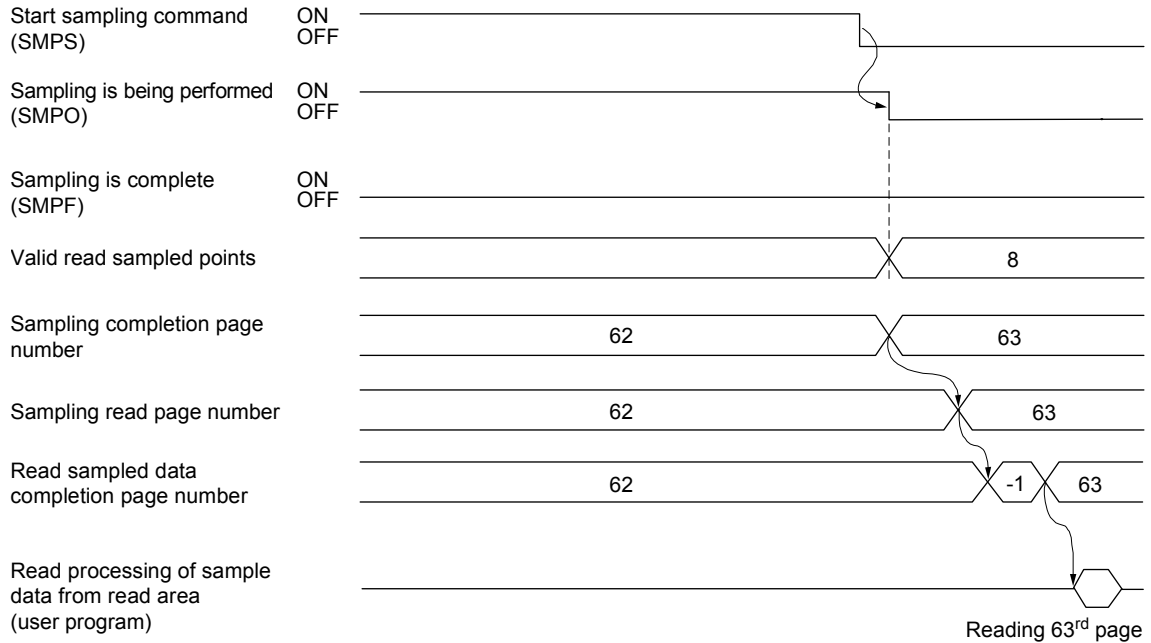 Start sampling command
(SMPS)
ON
OFF
Sampling is being performed
(SMPO)
ON
OFF
Sampling is complete
(SMPF)
ON
OFF
Valid read sampled points
8
Sampling completion page
number
62
63
Sampling read page number
62
63
Read sampled data
completion page number
62
-1
63
Read processing of sample
data from read area
(user program)
Reading 63rd page